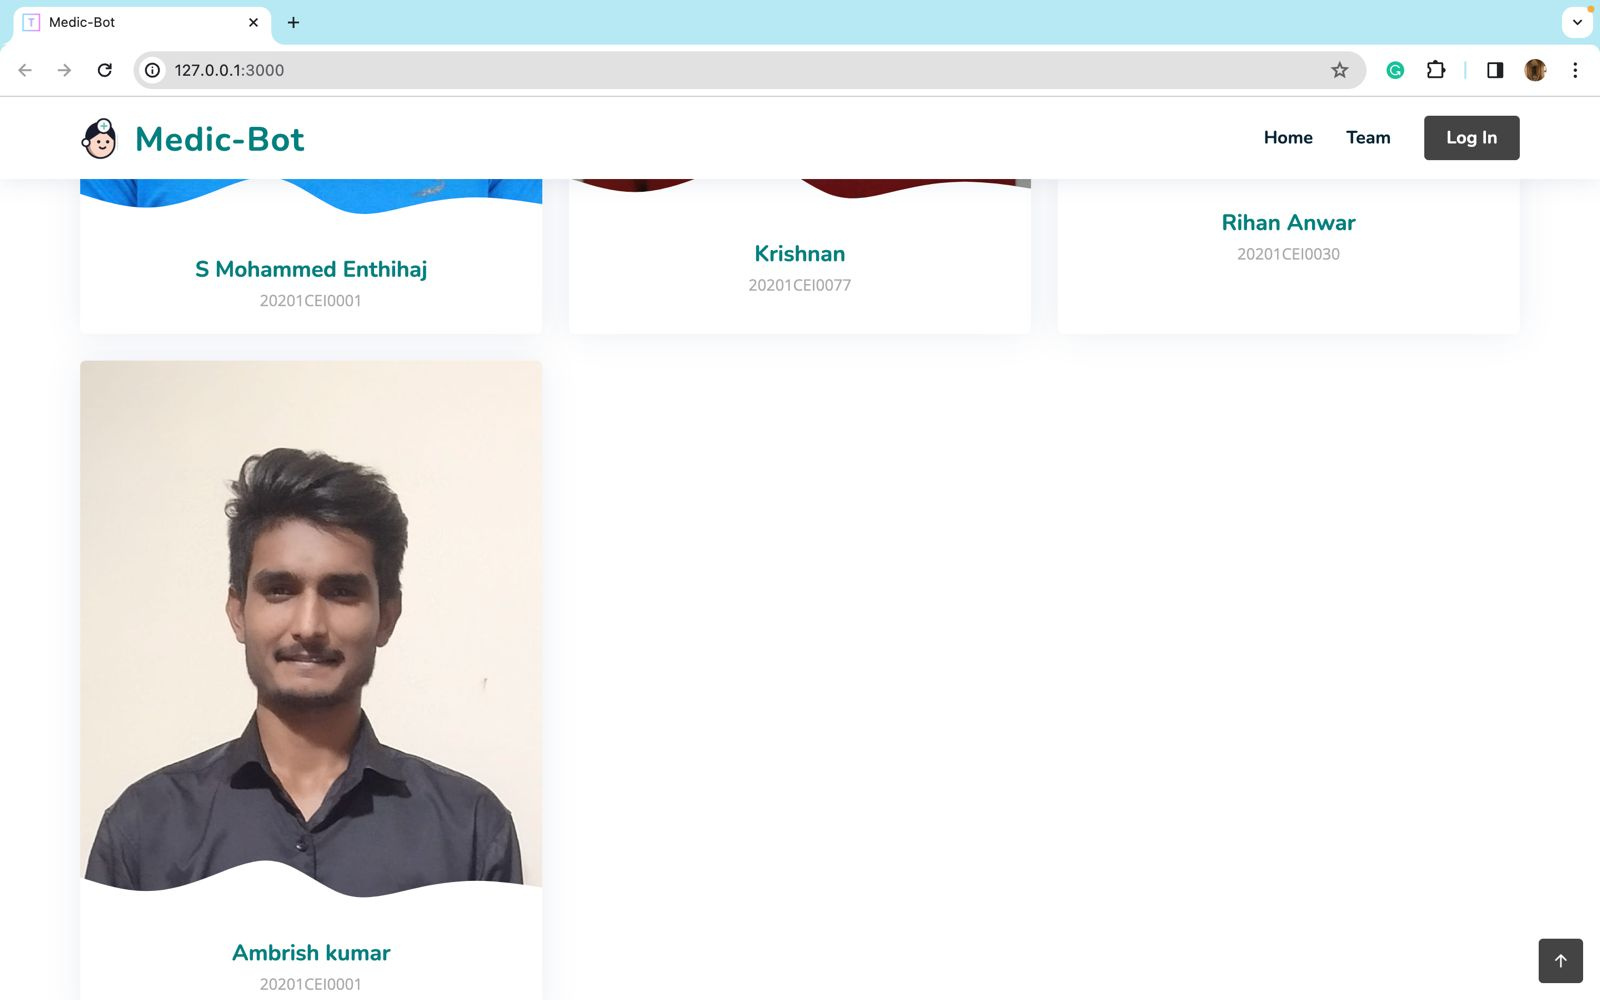 Medic-Bot
127.0.0.1:3000
Medic-Bot
Home Team Log In
S Mohammed Enthihaj
20201CEI0001
Krishnan
20201CEI0077
Rihan Anwar
20201CEI0030
Ambrish kumar
20201CEI0001